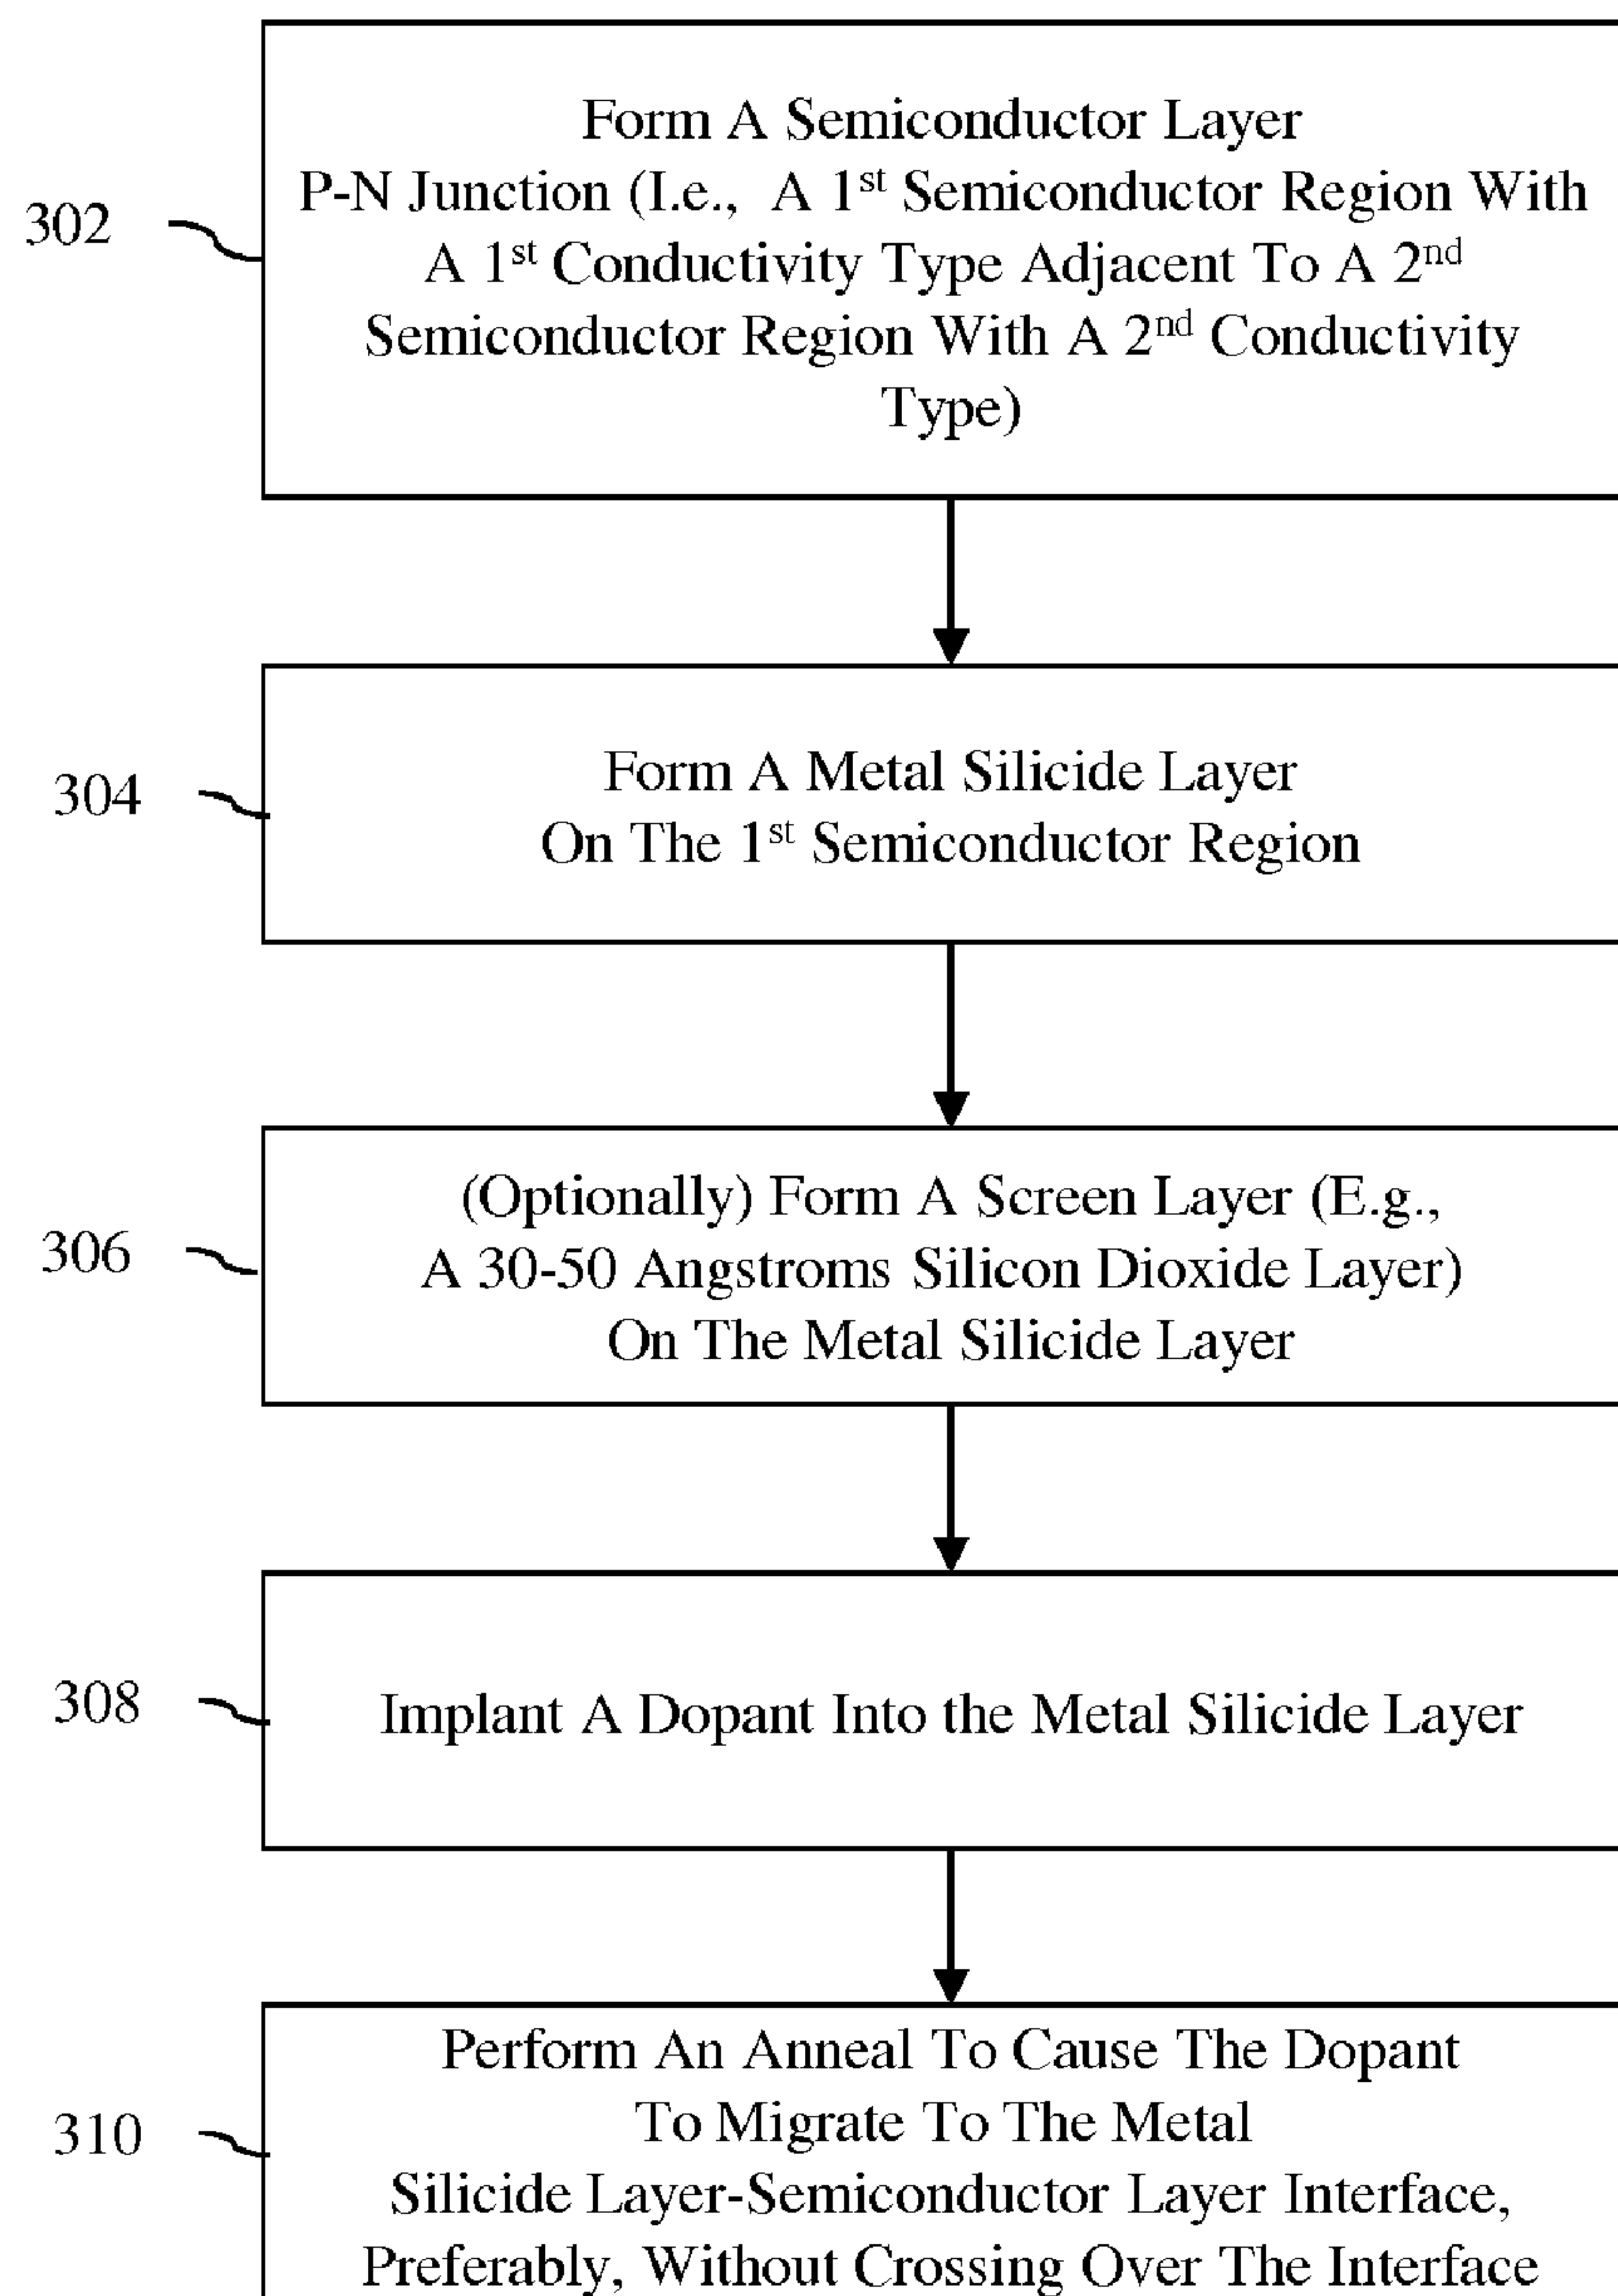 Form A Semiconductor Layer
P-N Junction (I.e., A 1st Semiconductor Region With
302
A 1st Conductivity Type Adjacent To A 2nd
Semiconductor Region With A 2nd Conductivity
Type)
Form A Metal Silicide Layer
304
On The 1st Semiconductor Region
(Optionally) Form A Screen Layer (E.g.,
306
A 30-50 Angstroms Silicon Dioxide Layer)
On The Metal Silicide Layer
308
Implant A Dopant Into the Metal Silicide Layer
Perform An Anneal To Cause The Dopant
To Migrate To The Metal
310
Silicide Layer-Semiconductor Layer Interface,
Preferably, Without Crossing Over The Interface